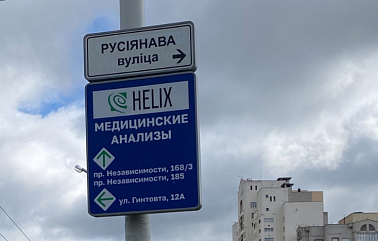 РУСІЯНАВА
вуліца
HELIX
МЕДИЦИНСКИЕ
АНАЛИЗЫ
пр. Независимости, 168/3
пр. Независимости, 185
ул. Гинтовта, 12А